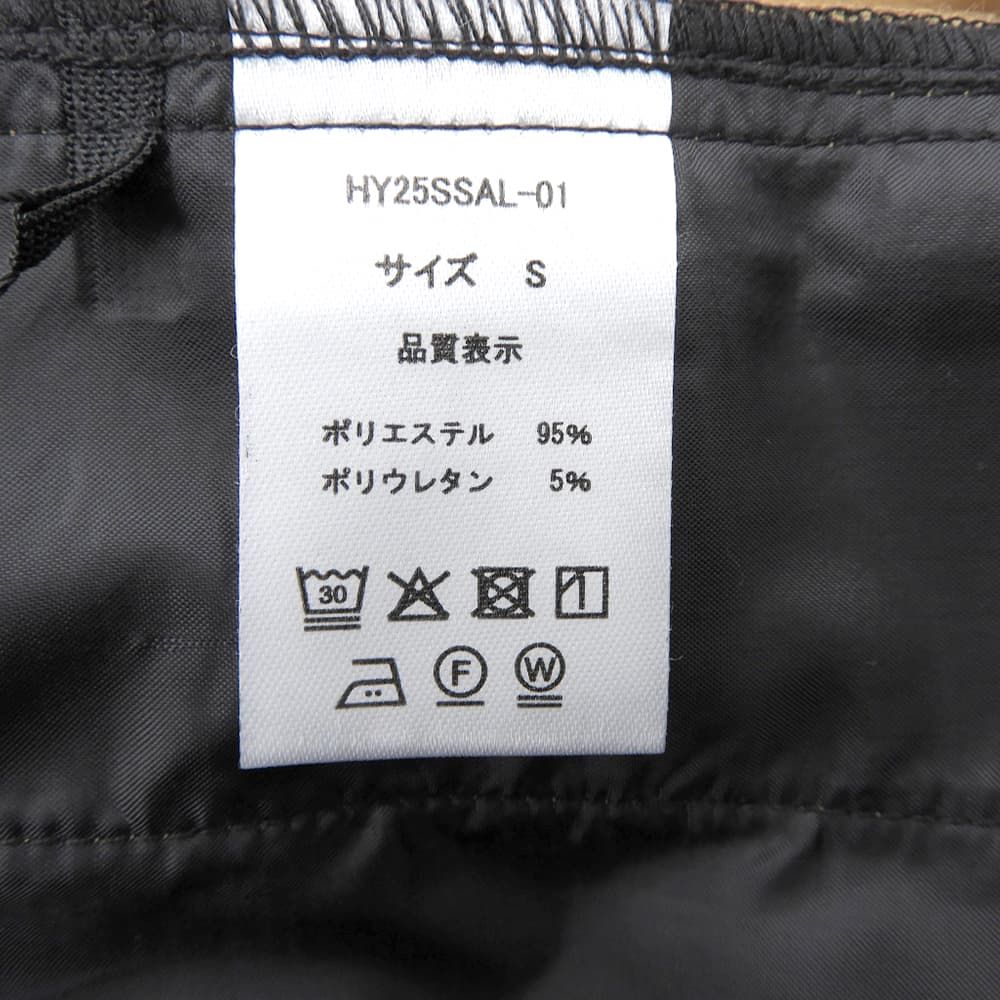 HY25SSAL-01
サイズ S
品質表示
ポリエステル 95%
ポリウレタン 5%
30
F W